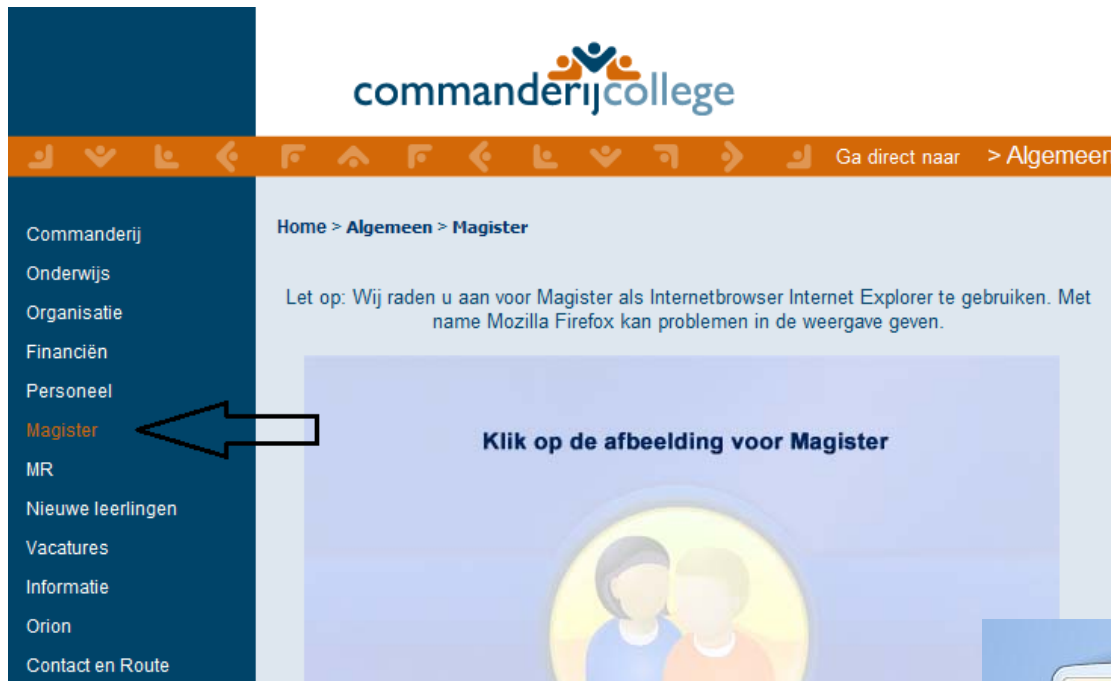 commanderijcollege
Ga direct naar > Algemeen
Home > Algemeen > Magister
Commanderij
Onderwijs
Organisatie
Financiën
Personeel
Magister
MR
Nieuwe leerlingen
Vacatures
Informatie
Orion
Contact en Route
Let op: Wij raden u aan voor Magister als Internetbrowser Internet Explorer te gebruiken. Met
name Mozilla Firefox kan problemen in de weergave geven.
Klik op de afbeelding voor Magister